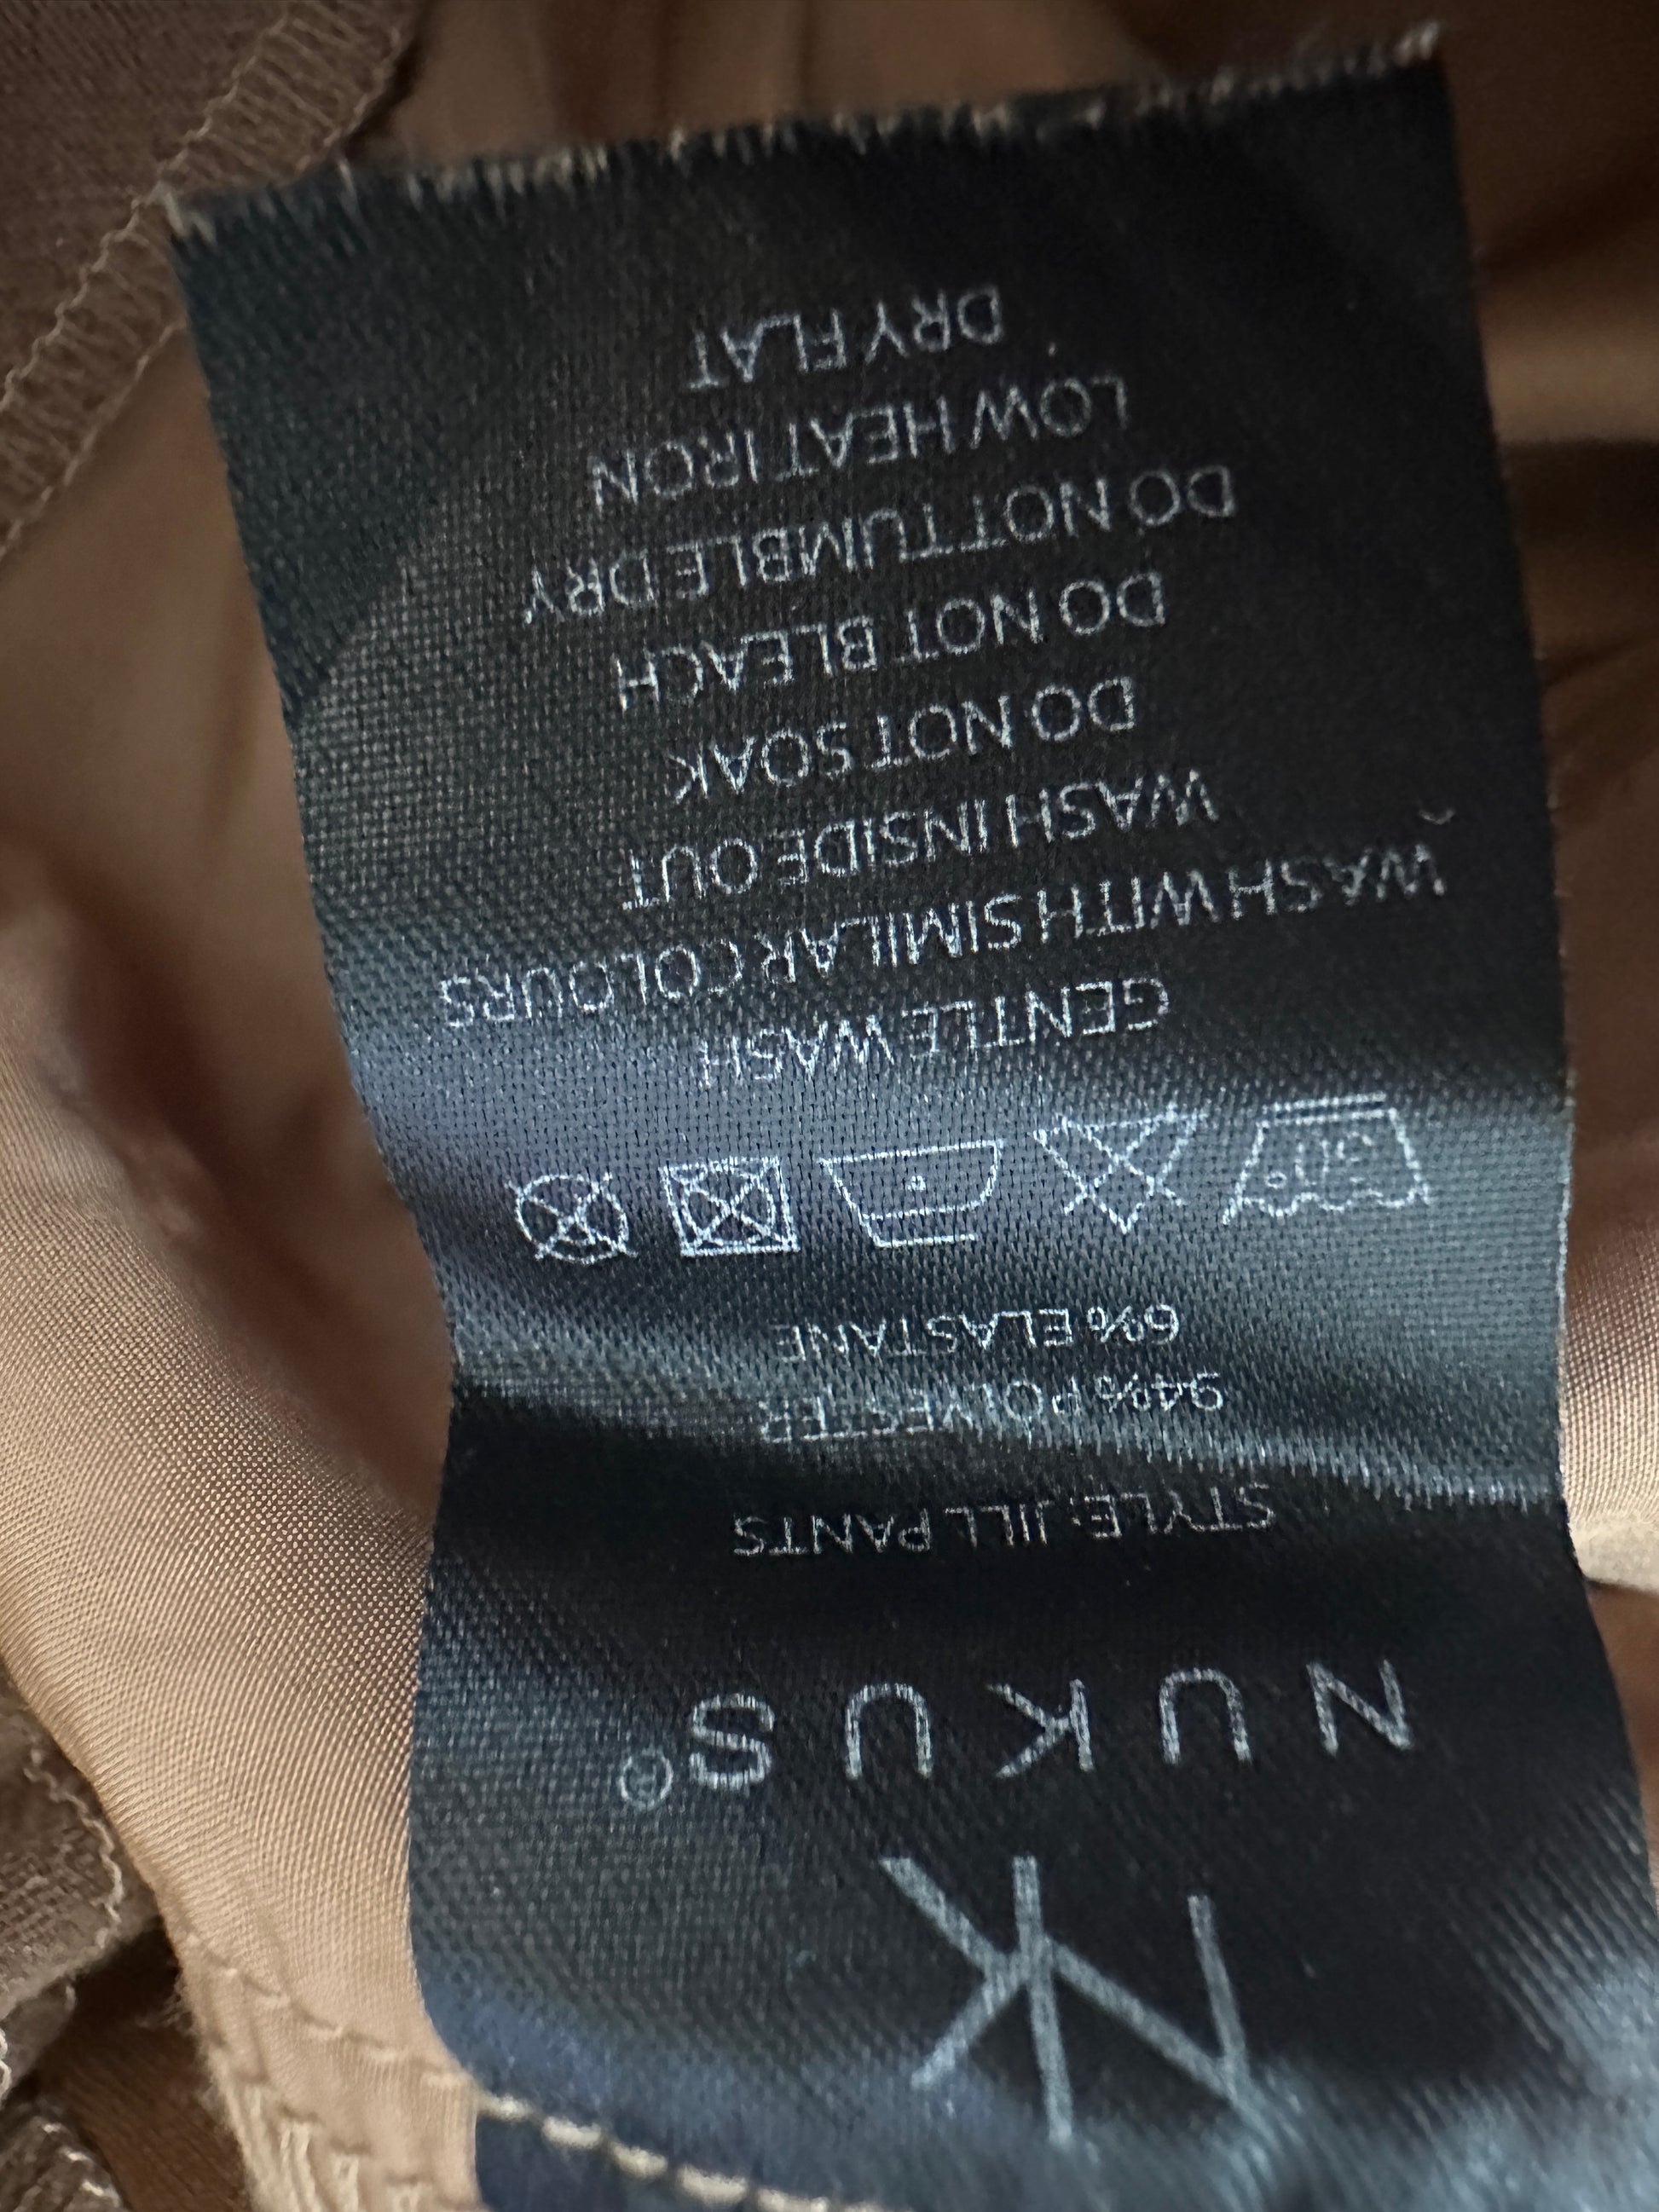 NK
NUKUS®
STYLE: JILL PANTS
94% POLYESTER
6% ELASTANE
30°
GENTLE WASH
WASH WITH SIMILAR COLOURS
WASH INSIDE OUT
DO NOT SOAK
DO NOT BLEACH
DO NOT TUMBLE DRY
LOW HEAT IRON
DRY FLAT